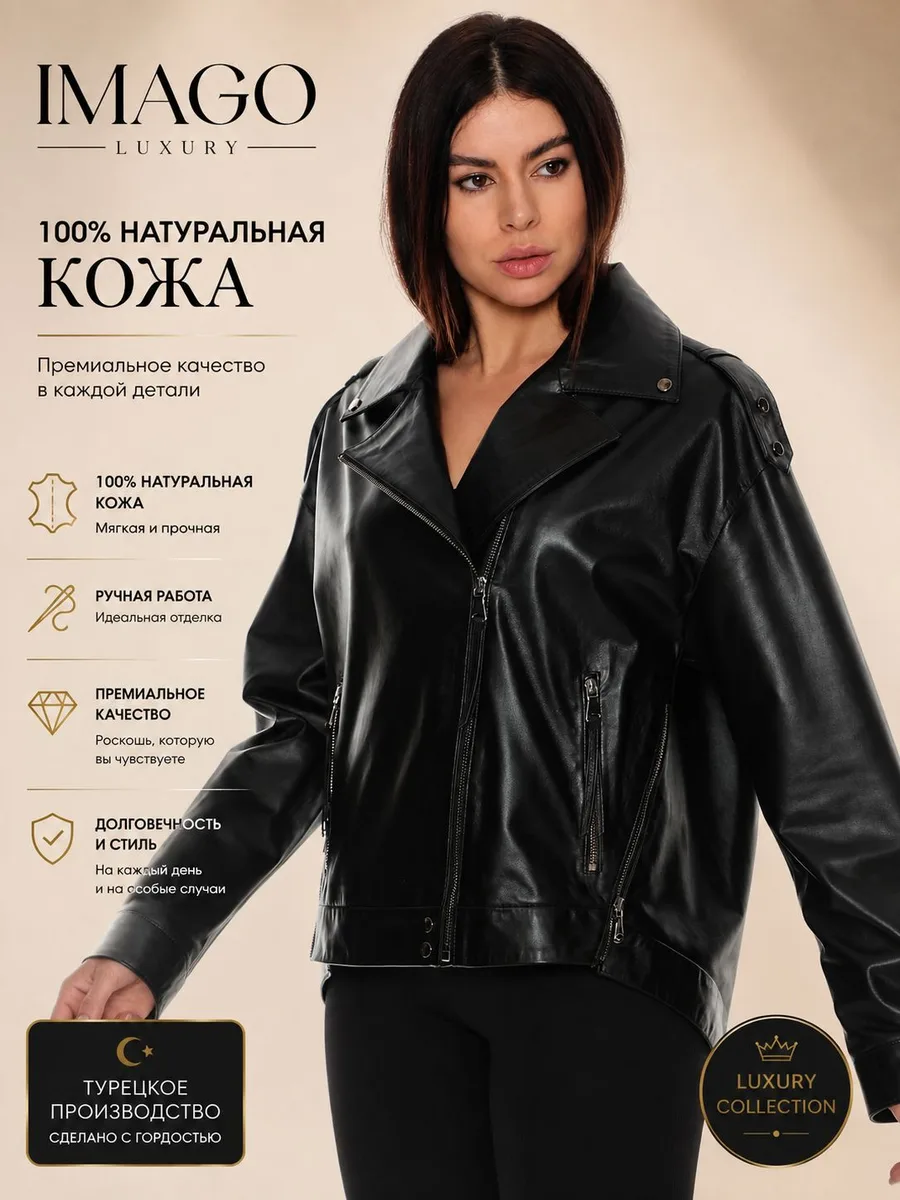 IMAGO
LUXURY
100% НАТУРАЛЬНАЯ
КОЖА
Премиальное качество
в каждой детали
100% НАТУРАЛЬНАЯ
КОЖА
Мягкая и прочная
РУЧНАЯ РАБОТА
Идеальная отделка
ПРЕМИАЛЬНОЕ
КАЧЕСТВО
Роскошь, которую
вы чувствуете
ДОЛГОВЕЧНОСТЬ
И СТИЛЬ
На каждый день
и на особые случаи
ТУРЕЦКОЕ
ПРОИЗВОДСТВО
СДЕЛАНО С ГОРДОСТЬЮ
LUXURY
COLLECTION